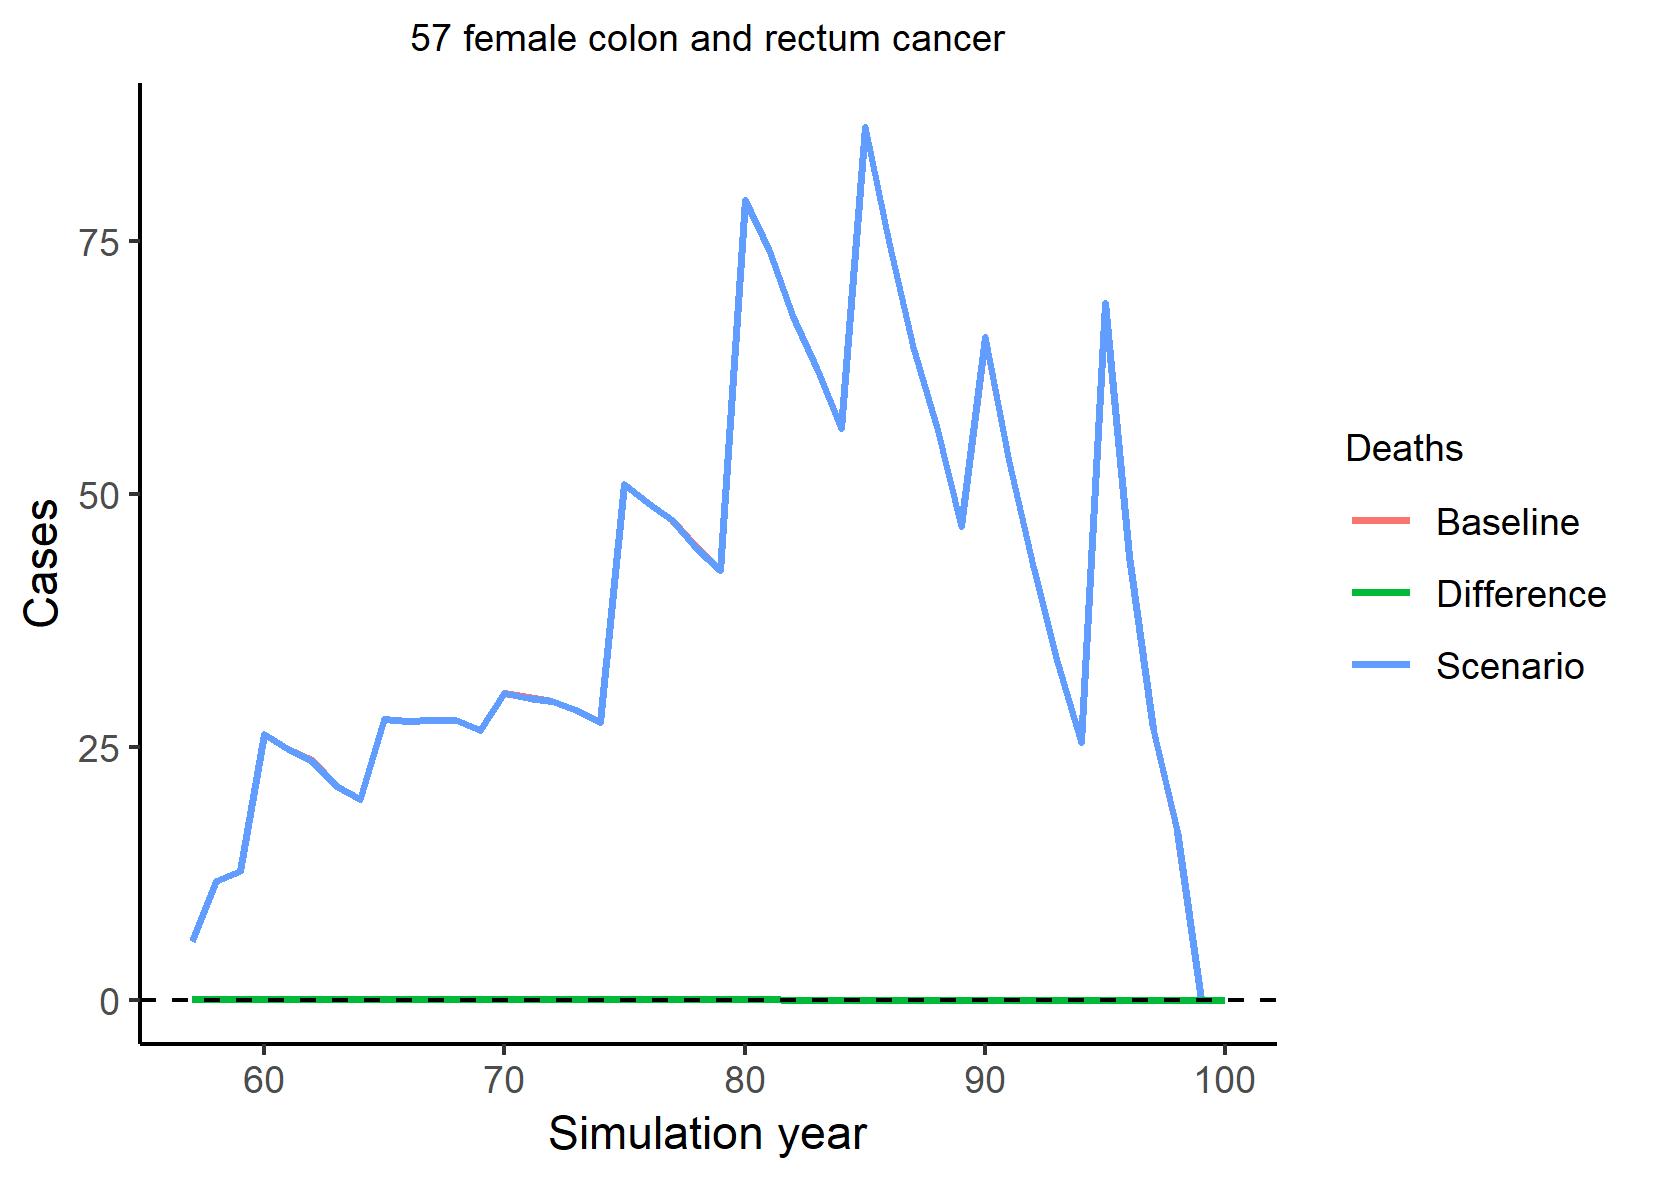 57 female colon and rectum cancer
Cases
75
50
25
0
60 70 80 90 100
Simulation year
Deaths
Baseline
Difference
Scenario